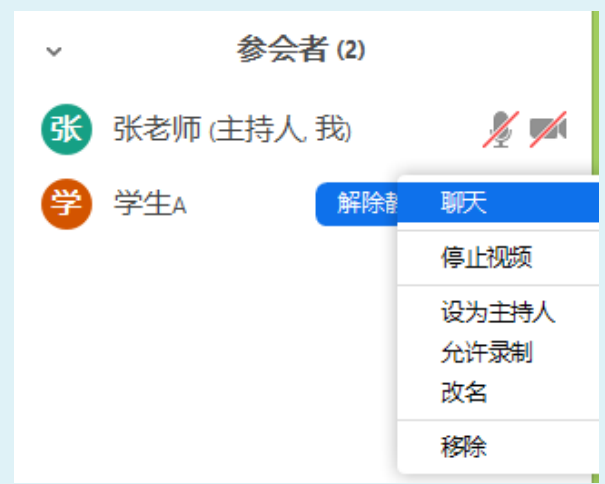 参会者 (2)
张 张老师 (主持人, 我)
学 学生A 解除静
聊天
停止视频
设为主持人
允许录制
改名
移除